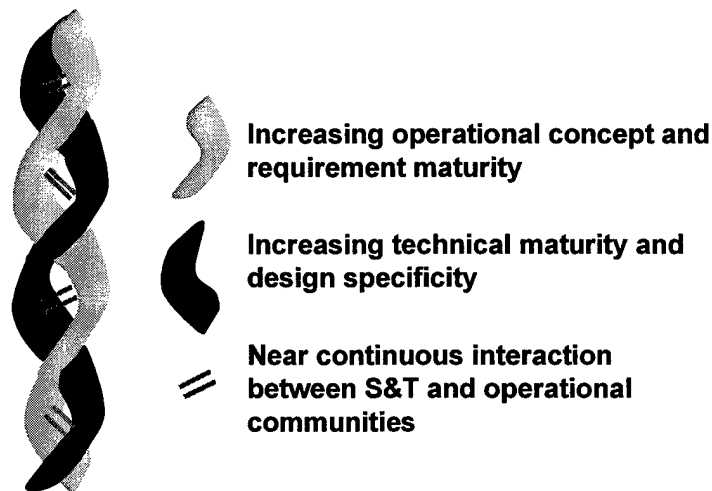 Increasing operational concept and
requirement maturity
Increasing technical maturity and
design specificity
Near continuous interaction
between S&T and operational
communities